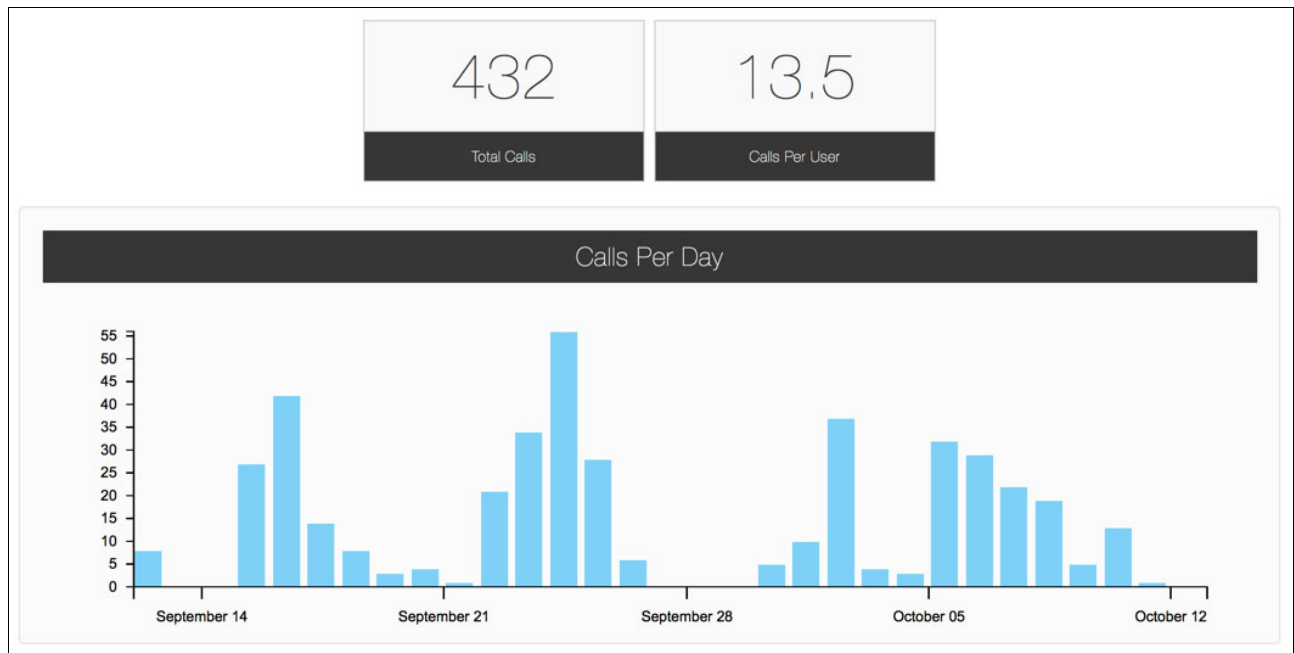 432
13.5
Total Calls
Calls Per User
Calls Per Day
55
50
45
40
35
30
25
20
15
10
5
0
September 14
September 21
September 28
October 05
October 12